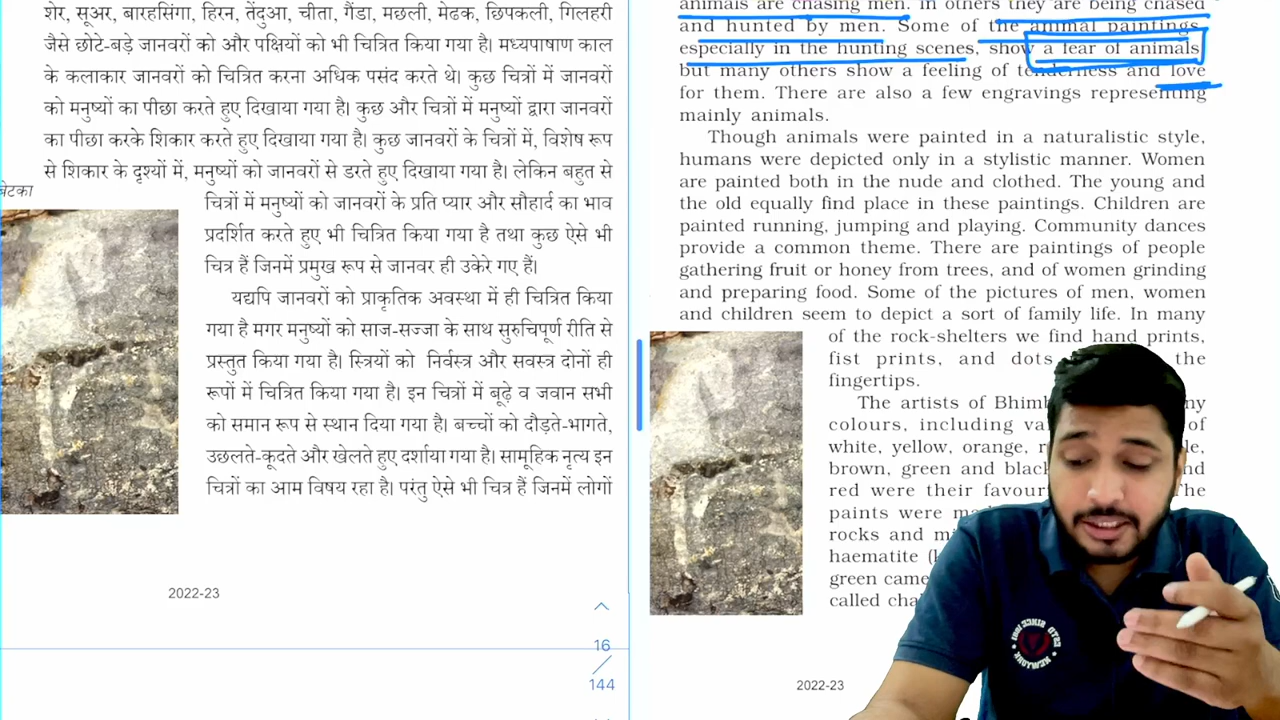 शेर, सूअर, बारहसिंगा, हिरन, तेंदुआ, चीता, गैंडा, मछली, मेढक, छिपकली, गिलहरी
जैसे छोटे-बड़े जानवरों को और पक्षियों को भी चित्रित किया गया है। मध्यपाषाण काल
के कलाकार जानवरों को चित्रित करना अधिक पसंद करते थे। कुछ चित्रों में जानवरों
को मनुष्यों का पीछा करते हुए दिखाया गया है। कुछ और चित्रों में मनुष्यों द्वारा जानवरों
का पीछा करके शिकार करते हुए दिखाया गया है। कुछ जानवरों के चित्रों में, विशेष रूप
से शिकार के दृश्यों में, मनुष्यों को जानवरों से डरते हुए दिखाया गया है। लेकिन बहुत से
चित्रों में मनुष्यों को जानवरों के प्रति प्यार और सौहार्द का भाव
प्रदर्शित करते हुए भी चित्रित किया गया है तथा कुछ ऐसे भी
चित्र हैं जिनमें प्रमुख रूप से जानवर ही उकेरे गए हैं।
यद्यपि जानवरों को प्राकृतिक अवस्था में ही चित्रित किया
गया है मगर मनुष्यों को साज-सज्जा के साथ सुरुचिपूर्ण रीति से
प्रस्तुत किया गया है। स्त्रियों को निर्वस्त्र और सवस्त्र दोनों ही
रूपों में चित्रित किया गया है। इन चित्रों में बूढ़े व जवान सभी
को समान रूप से स्थान दिया गया है। बच्चों को दौड़ते-भागते,
उछलते-कूदते और खेलते हुए दर्शाया गया है। सामूहिक नृत्य इन
चित्रों का आम विषय रहा है। परंतु ऐसे भी चित्र हैं जिनमें लोगों
2022-23
16
144
animals are chasing men. In others they are being chased
and hunted by men. Some of the animal paintings,
especially in the hunting scenes, show a fear of animals,
but many others show a feeling of tenderness and love
for them. There are also a few engravings representing
mainly animals.
Though animals were painted in a naturalistic style,
humans were depicted only in a stylistic manner. Women
are painted both in the nude and clothed. The young and
the old equally find place in these paintings. Children are
painted running, jumping and playing. Community dances
provide a common theme. There are paintings of people
gathering fruit or honey from trees, and of women grinding
and preparing food. Some of the pictures of men, women
and children seem to depict a sort of family life. In many
of the rock-shelters we find hand prints,
fist prints, and dots the
fingertips.
The artists of
colours, including of
white, yellow, orange,
brown, green and black
red were their
paints were
rocks and
haematite
green came
called
2022-23